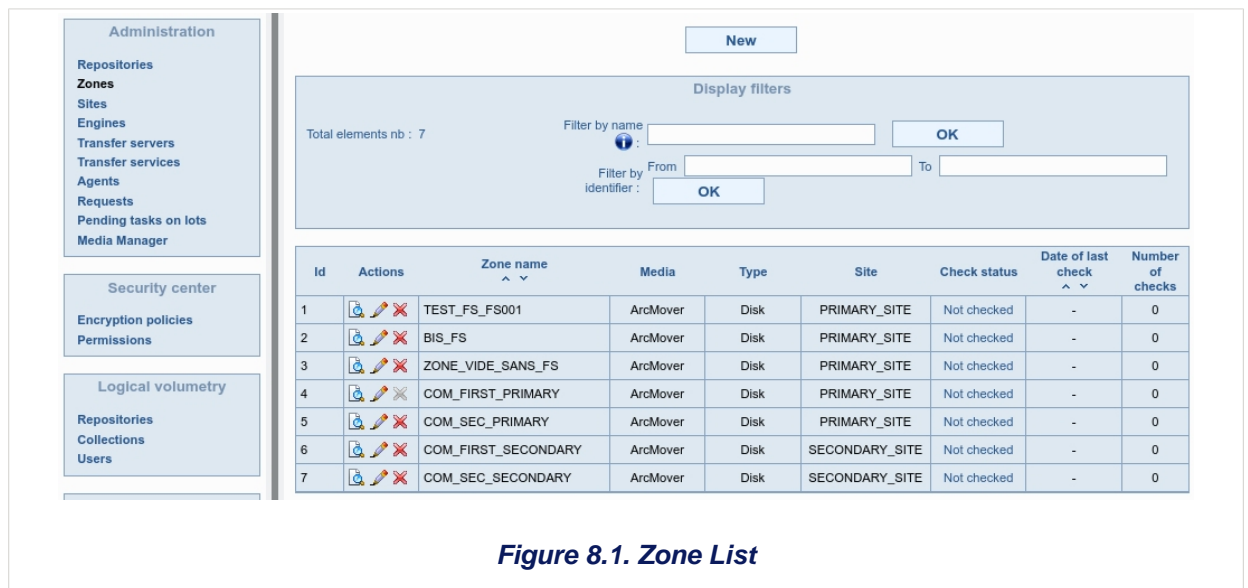 Administration
Repositories
Zones
Sites
Engines
Transfer servers
Transfer services
Agents
Requests
Pending tasks on lots
Media Manager
Security center
Encryption policies
Permissions
Logical volumetry
Repositories
Collections
Users
New
Display filters
Total elements nb : 7
Filter by name : OK
Filter by identifier : From To
OK
Id Actions Zone name Media Type Site Check status Date of last check Number of checks
1 TEST_FS_FS001 ArcMover Disk PRIMARY_SITE Not checked - 0
2 BIS_FS ArcMover Disk PRIMARY_SITE Not checked - 0
3 ZONE_VIDE_SANS_FS ArcMover Disk PRIMARY_SITE Not checked - 0
4 COM_FIRST_PRIMARY ArcMover Disk PRIMARY_SITE Not checked - 0
5 COM_SEC_PRIMARY ArcMover Disk PRIMARY_SITE Not checked - 0
6 COM_FIRST_SECONDARY ArcMover Disk SECONDARY_SITE Not checked - 0
7 COM_SEC_SECONDARY ArcMover Disk SECONDARY_SITE Not checked - 0
Figure 8.1. Zone List